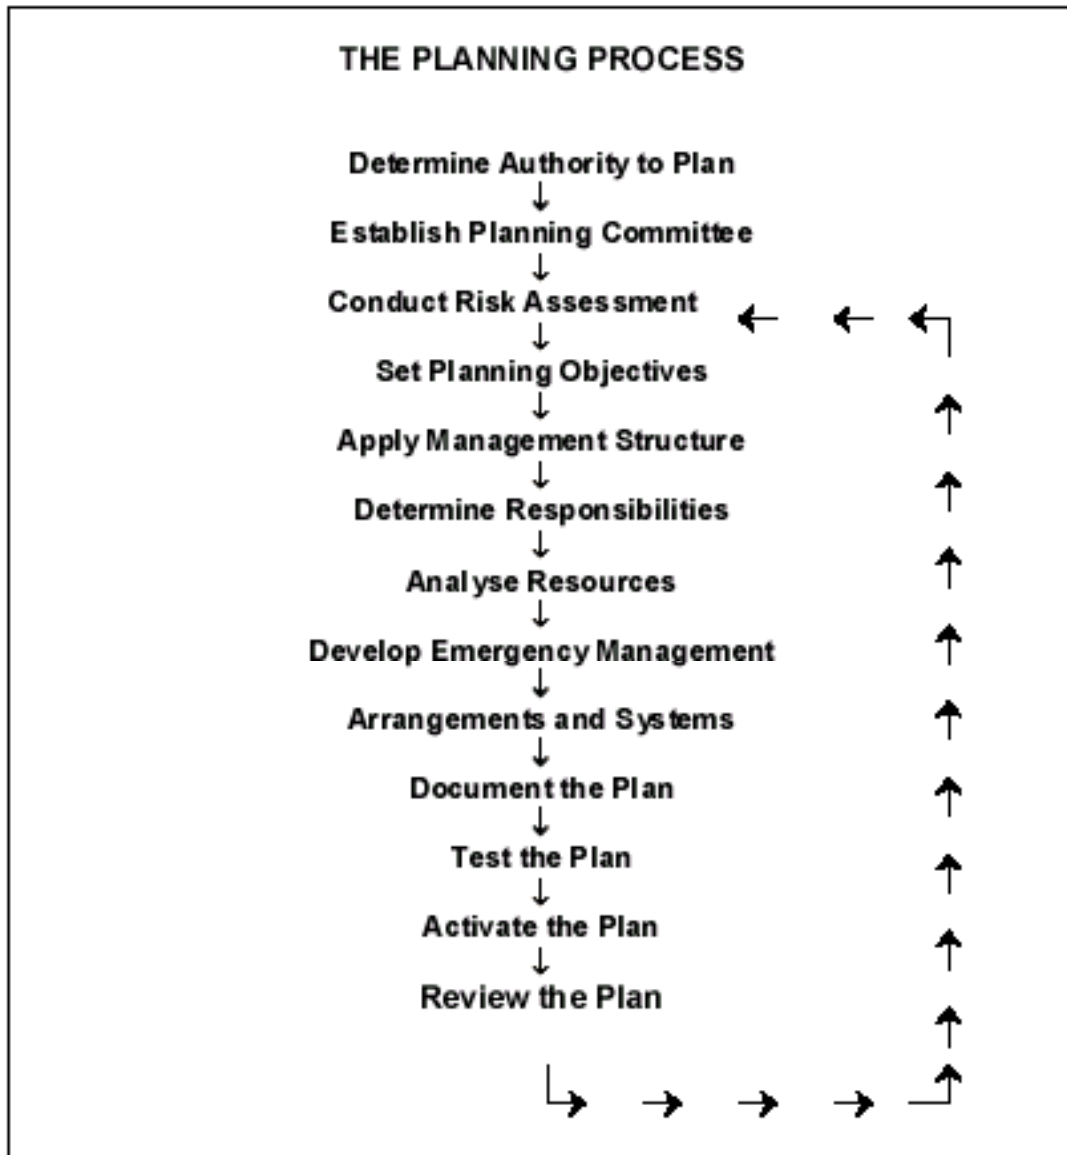 THE PLANNING PROCESS
Determine Authority to Plan
Establish Planning Committee
Conduct Risk Assessment
Set Planning Objectives
Apply Management Structure
Determine Responsibilities
Analyse Resources
Develop Emergency Management
Arrangements and Systems
Document the Plan
Test the Plan
Activate the Plan
Review the Plan